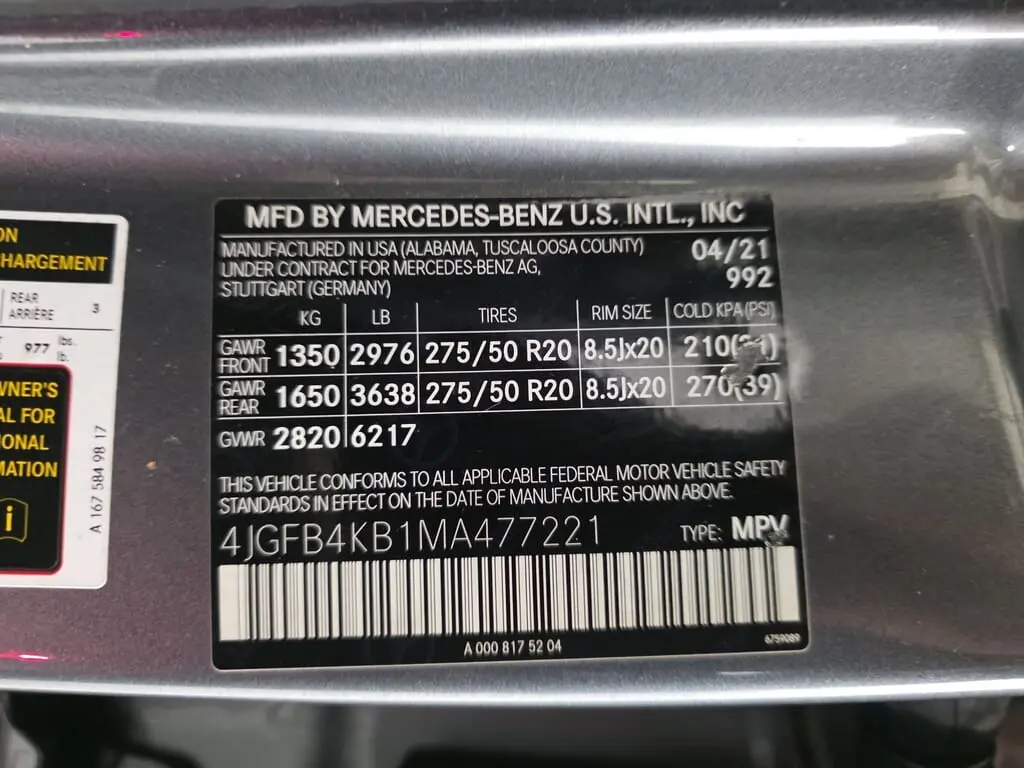 ON
HARGEMENT
REAR
ARRIÈRE 3
977 lbs.
lb.
WNER'S
AL FOR
IONAL
MATION
i
A 167 584 98 17
MFD BY MERCEDES-BENZ U.S. INTL., INC
MANUFACTURED IN USA (ALABAMA, TUSCALOOSA COUNTY) 04/21
UNDER CONTRACT FOR MERCEDES-BENZ AG, 992
STUTTGART (GERMANY)
KG LB TIRES RIM SIZE COLD KPA (PSI)
GAWR FRONT 1350 2976 275/50 R20 8.5Jx20 210
GAWR REAR 1650 3638 275/50 R20 8.5Jx20 270(39)
GVWR 2820 6217
THIS VEHICLE CONFORMS TO ALL APPLICABLE FEDERAL MOTOR VEHICLE SAFETY
STANDARDS IN EFFECT ON THE DATE OF MANUFACTURE SHOWN ABOVE.
4JGFB4KB1MA477221 TYPE: MPV
A 000 817 52 04 6759089